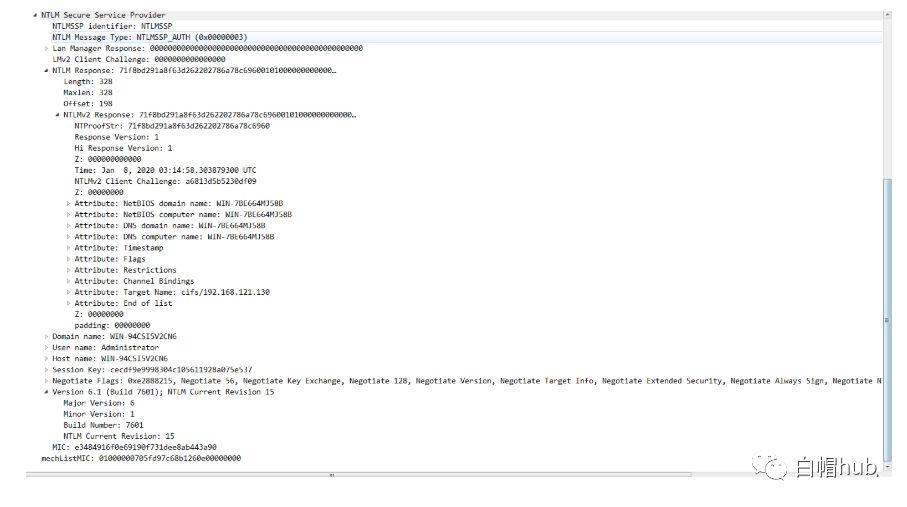 NTLM Secure Service Provider
NTLMSSP identifier: NTLMSSP
NTLM Message Type: NTLMSSP_AUTH (0x00000003)
Lan Manager Response: 000000000000000000000000000000000000000000000000
LMv2 Client Challenge: 0000000000000000
NTLM Response: 71f8bd291a8f63d262202786a78c69600101000000000000…
Length: 328
Maxlen: 328
Offset: 198
NTLMv2 Response: 71f8bd291a8f63d262202786a78c69600101000000000000…
NTProofStr: 71f8bd291a8f63d262202786a78c6960
Response Version: 1
Hi Response Version: 1
Z: 000000000000
Time: Jan 8, 2020 03:14:58.303879300 UTC
NTLMv2 Client Challenge: a6813d5b5230df09
Z: 00000000
Attribute: NetBIOS domain name: WIN-7BE664MJ58B
Attribute: NetBIOS computer name: WIN-7BE664MJ58B
Attribute: DNS domain name: WIN-7BE664MJ58B
Attribute: DNS computer name: WIN-7BE664MJ58B
Attribute: Timestamp
Attribute: Flags
Attribute: Restrictions
Attribute: Channel Bindings
Attribute: Target Name: cifs/192.168.121.130
Attribute: End of list
Z: 00000000
padding: 00000000
Domain name: WIN-94CSI5V2CN6
User name: Administrator
Host name: WIN-94CSI5V2CN6
Session Key: cecdf9e9998304c105611928a075e537
Negotiate Flags: 0xe2888215, Negotiate 56, Negotiate Key Exchange, Negotiate 128, Negotiate Version, Negotiate Target Info, Negotiate Extended Security, Negotiate Always Sign, Negotiate N
Version 6.1 (Build 7601); NTLM Current Revision 15
Major Version: 6
Minor Version: 1
Build Number: 7601
NTLM Current Revision: 15
MIC: e3484916f0e69190f731dee8ab443a90
mechListMIC: 01000000705fd97c68b1260e00000000
白帽hub